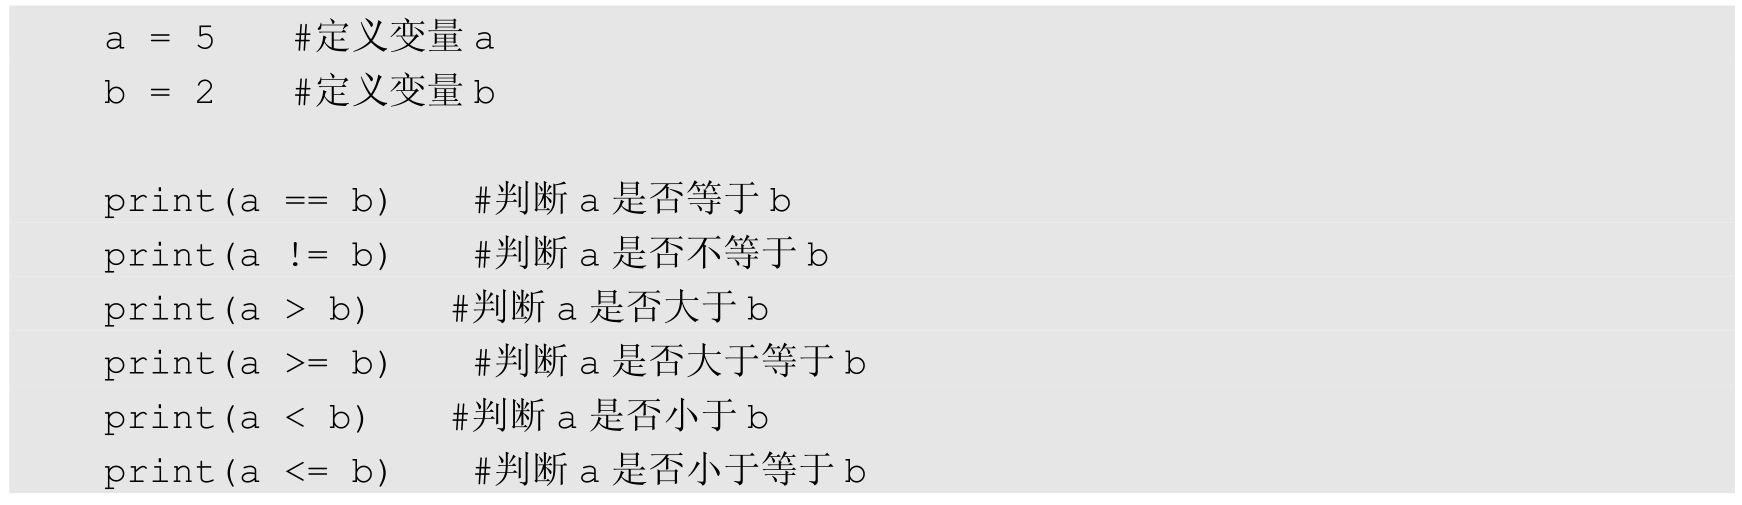 a = 5    #定义变量 a
b = 2    #定义变量 b
print(a == b)    #判断 a 是否等于 b
print(a != b)    #判断 a 是否不等于 b
print(a > b)    #判断 a 是否大于 b
print(a >= b)    #判断 a 是否大于等于 b
print(a < b)    #判断 a 是否小于 b
print(a <= b)    #判断 a 是否小于等于 b